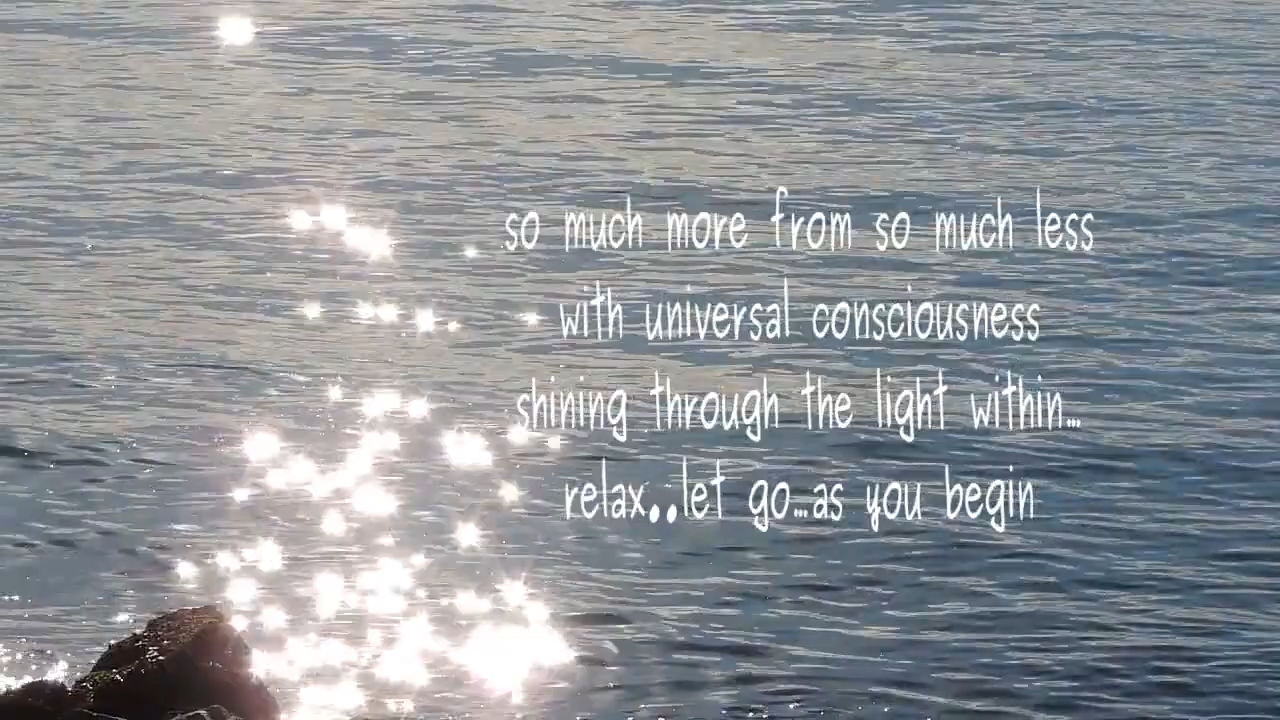 so much more from so much less
with universal consciousness
shining through the light within...
relax..let go...as you begin